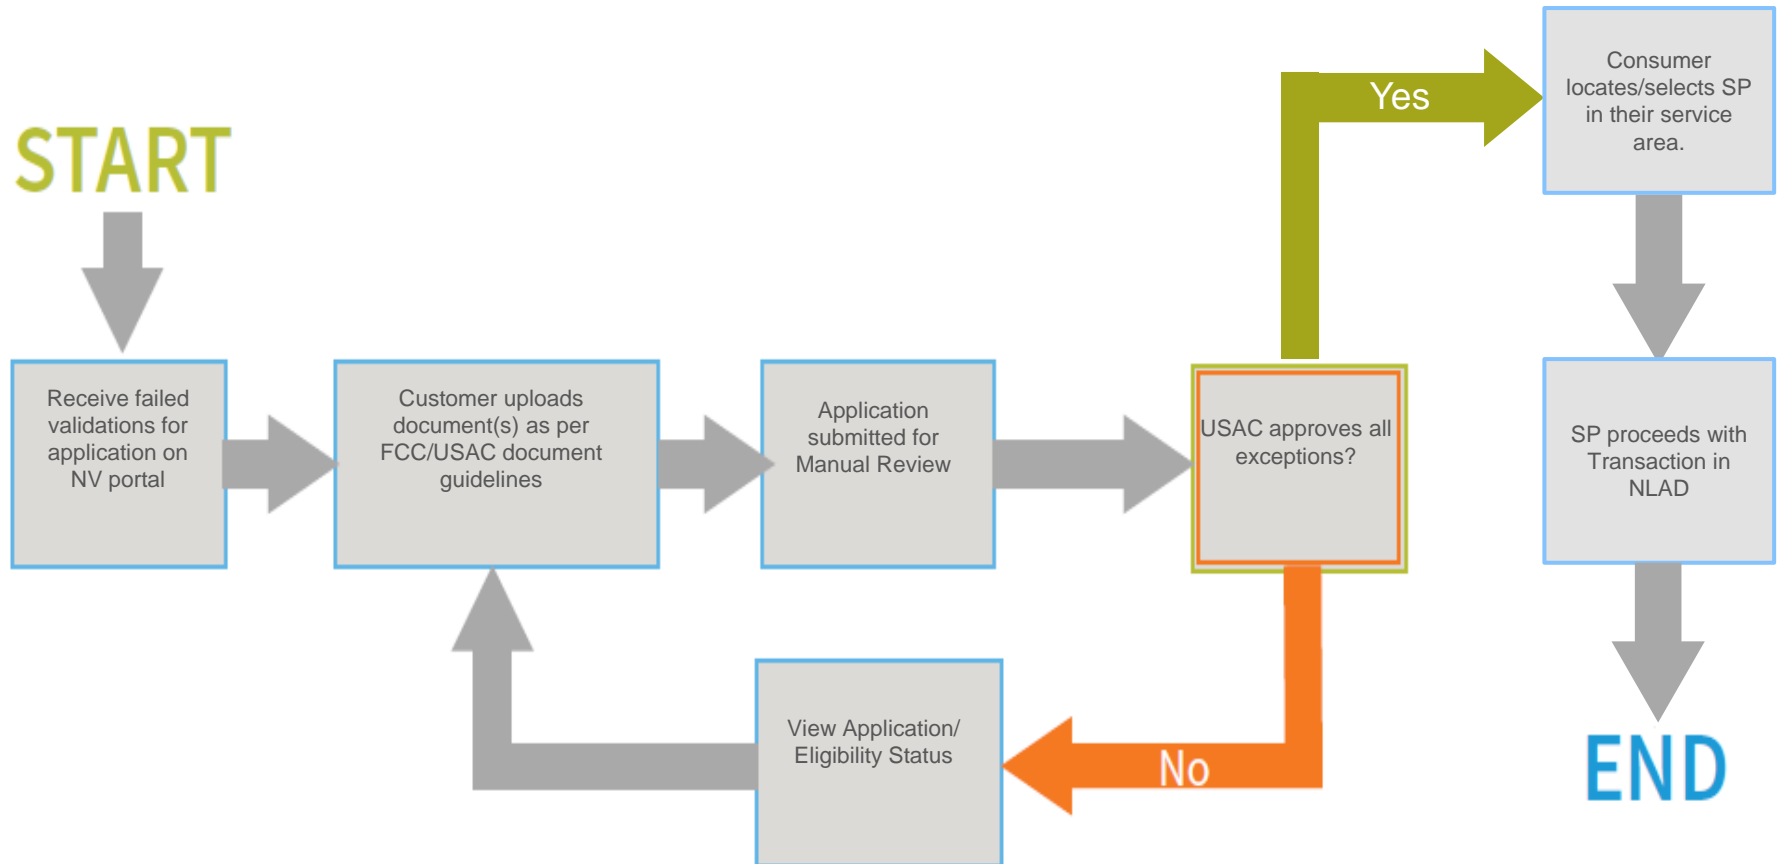 START
Receive failed
validations for
application on
NV portal
Customer uploads
document(s) as per
FCC/USAC document
guidelines
Application
submitted for
Manual Review
USAC approves all
exceptions?
Yes
Consumer
locates/selects SP
in their service
area.
SP proceeds with
Transaction in
NLAD
END
No
View Application/
Eligibility Status